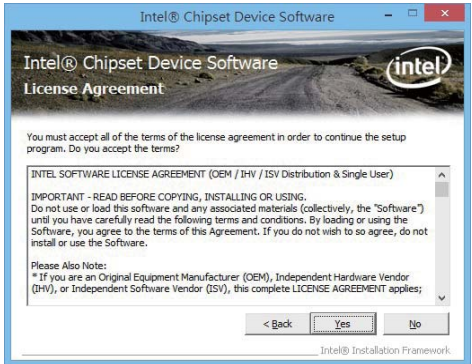 Intel® Chipset Device Software
Intel® Chipset Device Software
intel
License Agreement
You must accept all of the terms of the license agreement in order to continue the setup
program. Do you accept the terms?
INTEL SOFTWARE LICENSE AGREEMENT (OEM / IHV / ISV Distribution & Single User)
IMPORTANT - READ BEFORE COPYING, INSTALLING OR USING.
Do not use or load this software and any associated materials (collectively, the "Software")
until you have carefully read the following terms and conditions. By loading or using the
Software, you agree to the terms of this Agreement. If you do not wish to so agree, do not
install or use the Software.
Please Also Note:
* If you are an Original Equipment Manufacturer (OEM), Independent Hardware Vendor
(IHV), or Independent Software Vendor (ISV), this complete LICENSE AGREEMENT applies;
< Back Yes No
Intel® Installation Framework